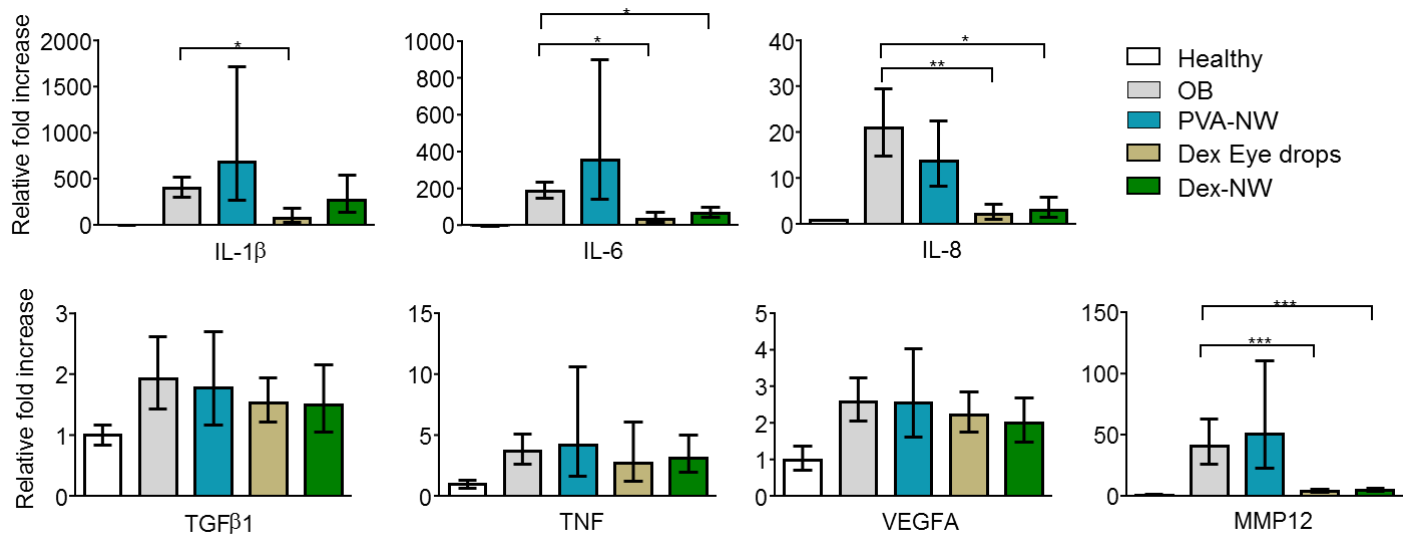 Relative fold increase
2000
1500
1000
500
0
*
IL-1β
1000
800
600
400
200
0
*
*
IL-6
40
30
20
10
0
*
**
IL-8
Healthy
OB
PVA-NW
Dex Eye drops
Dex-NW
Relative fold increase
3
2
1
0
TGFβ1
15
10
5
0
TNF
5
4
3
2
1
0
VEGFA
150
100
50
0
***
***
MMP12